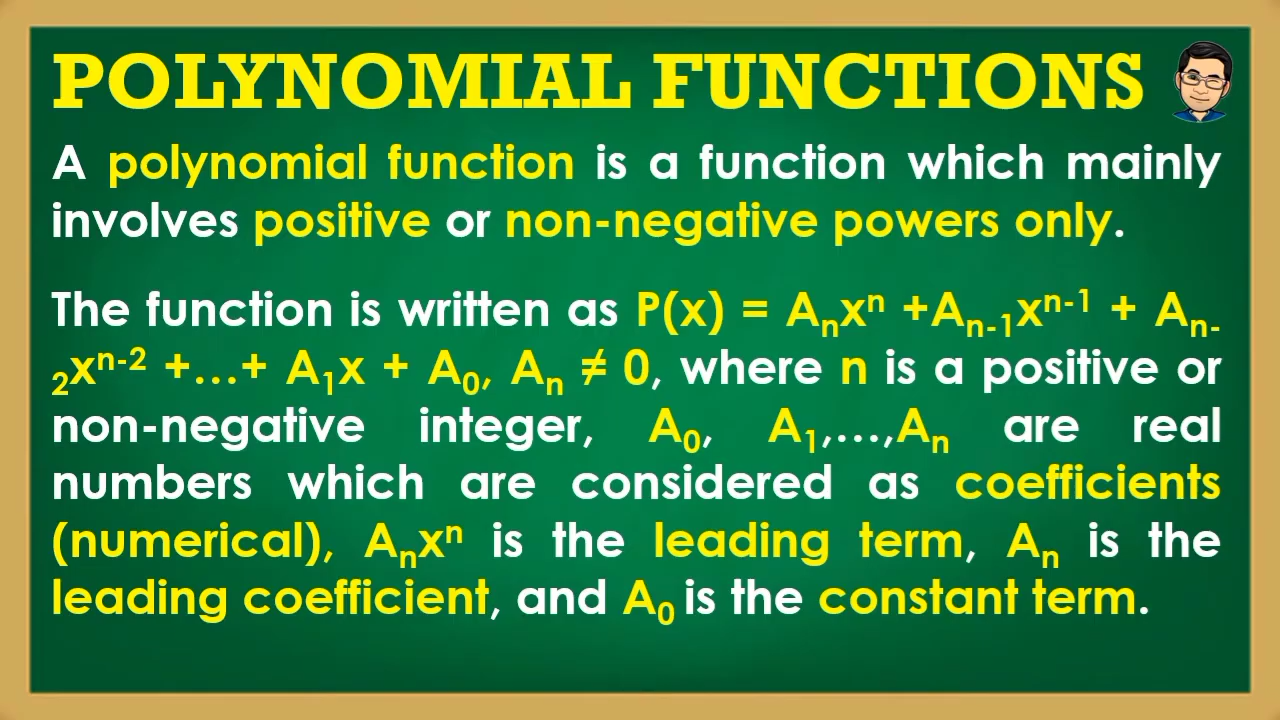 POLYNOMIAL FUNCTIONS
A polynomial function is a function which mainly
involves positive or non-negative powers only.
The function is written as P(x) = Aₙxⁿ +Aₙ₋₁xⁿ⁻¹ + Aₙ₋
₂xⁿ⁻² +…+ A₁x + A₀, Aₙ ≠ 0, where n is a positive or
non-negative integer, A₀, A₁,…,Aₙ are real
numbers which are considered as coefficients
(numerical), Aₙxⁿ is the leading term, Aₙ is the
leading coefficient, and A₀ is the constant term.